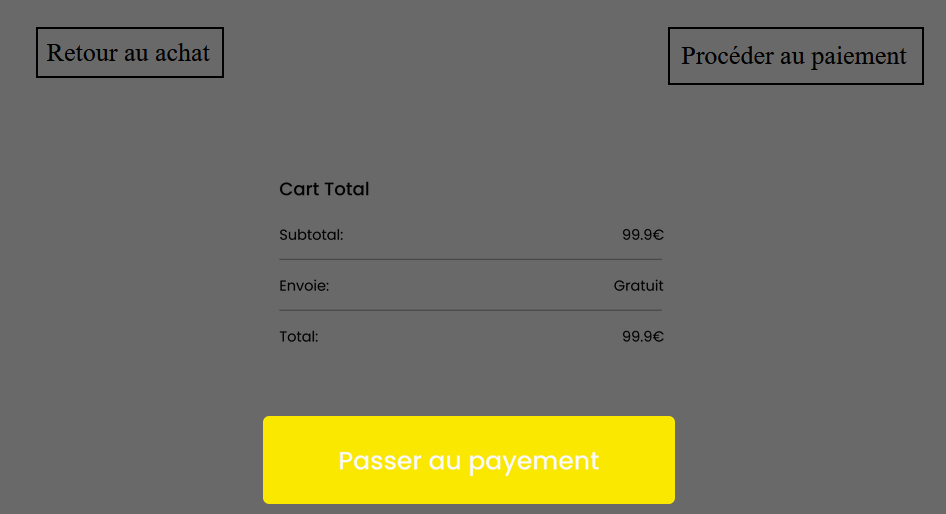 Retour au achat
Procéder au paiement
Cart Total
Subtotal: 99.9€
Envoie: Gratuit
Total: 99.9€
Passer au payement